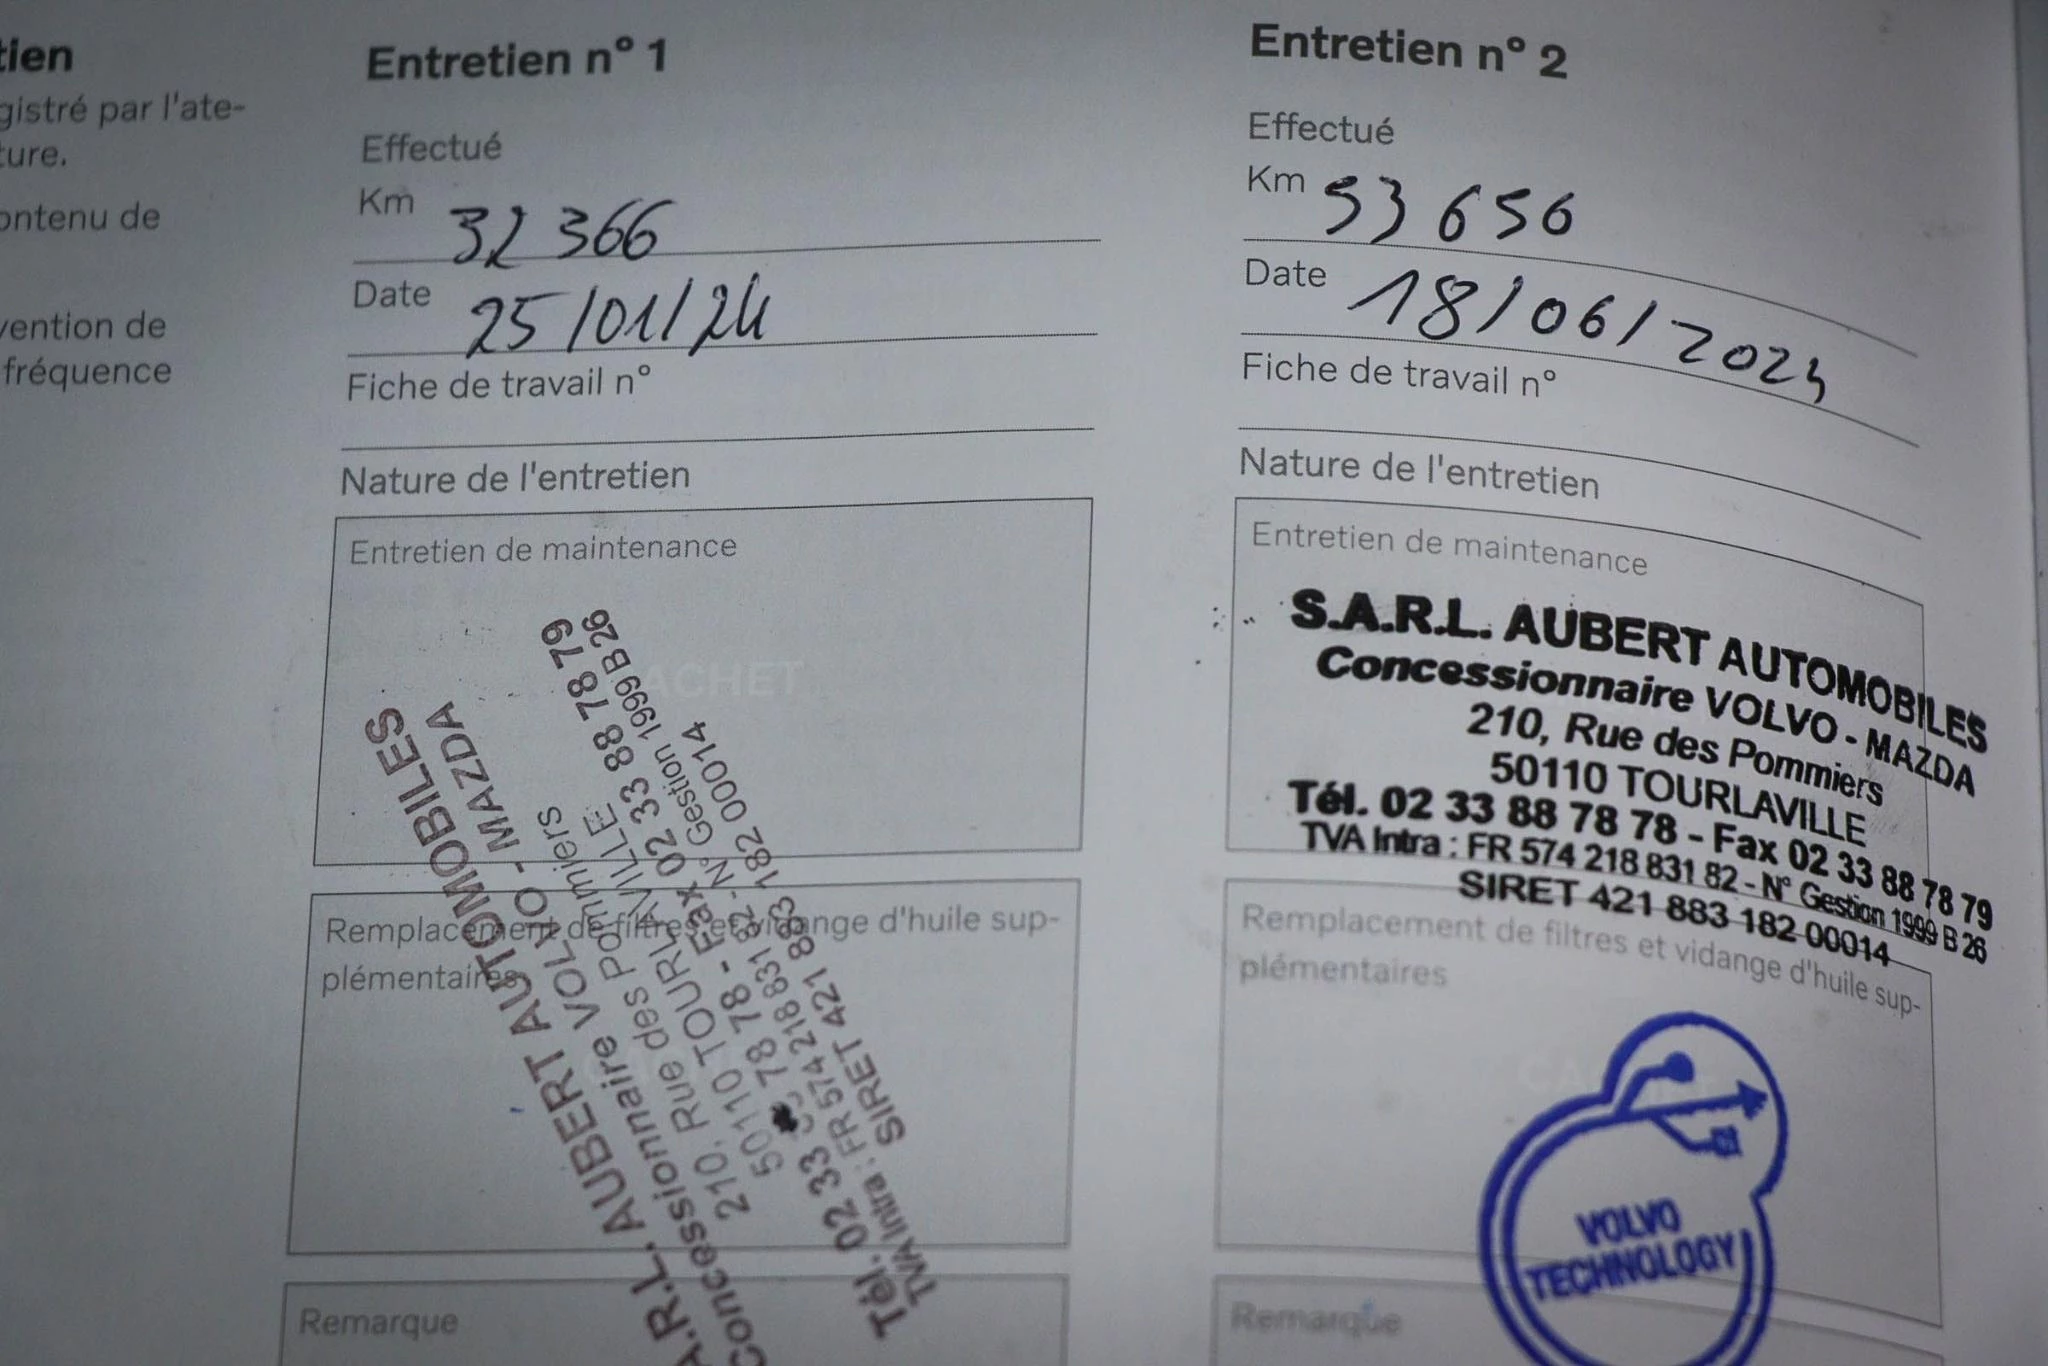 tien
gistré par l'ate-
ture.
ontenu de
vention de
fréquence
Entretien n° 1
Effectué
Km 32 366
Date 25/01/24
Fiche de travail n°
Nature de l'entretien
Entretien de maintenance
CACHET
Remplacement de filtres et vidange d'huile sup-
plémentaires
A.R.L. AUBERT AUTOMOBILES
Concessionnaire VOLVO - MAZDA
210, Rue des Pommiers
50110 TOURLAVILLE
Tél. 02 33 88 78 78 - Fax 02 33 88 78 79
TVA Intra : FR 574 218 831 82 - N° Gestion 1999 B 26
SIRET 421 883 182 00014
Remarque
Entretien n° 2
Effectué
Km 53 656
Date 18/06/2024
Fiche de travail n°
Nature de l'entretien
Entretien de maintenance
S.A.R.L. AUBERT AUTOMOBILES
Concessionnaire VOLVO - MAZDA
210, Rue des Pommiers
50110 TOURLAVILLE
Tél. 02 33 88 78 78 - Fax 02 33 88 78 79
TVA Intra : FR 574 218 831 82 - N° Gestion 1999 B 26
SIRET 421 883 182 00014
Remplacement de filtres et vidange d'huile sup-
plémentaires
VOLVO
TECHNOLOGY
Remarque